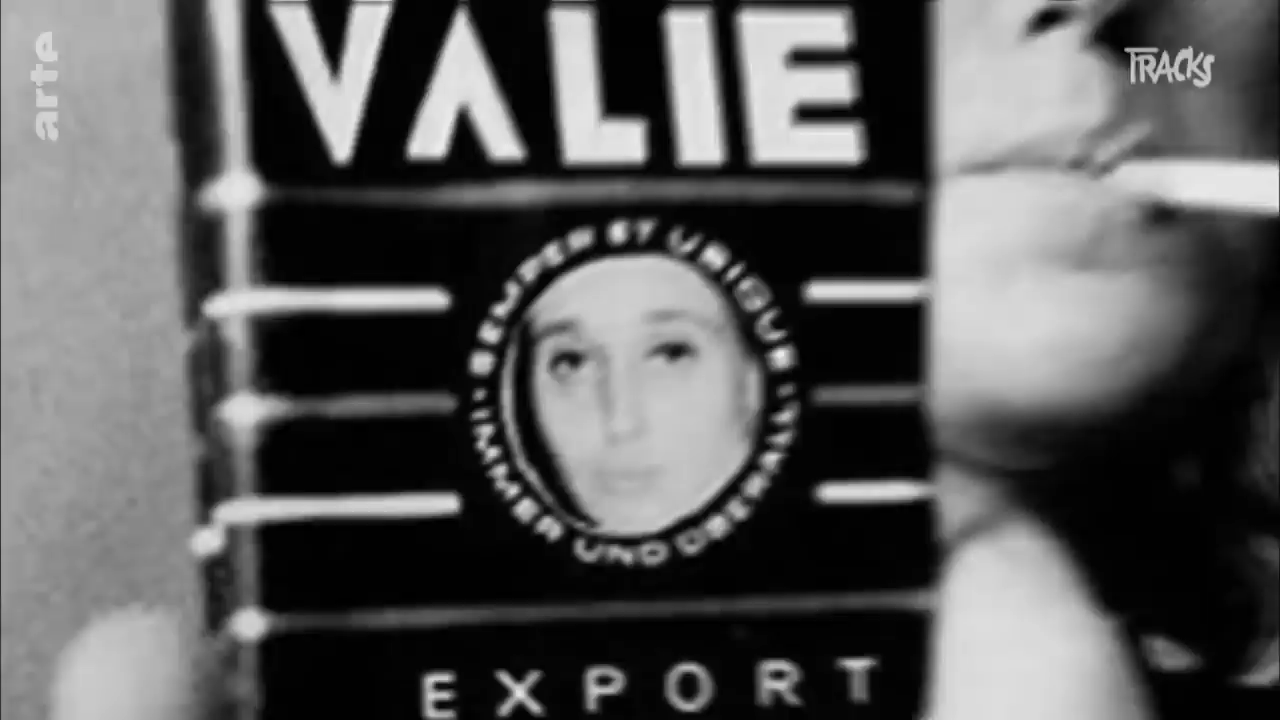 arte
TRACKS
VALIE
SEMPER ET UBIQUE
IMMER UND ÜBERALL
EXPORT